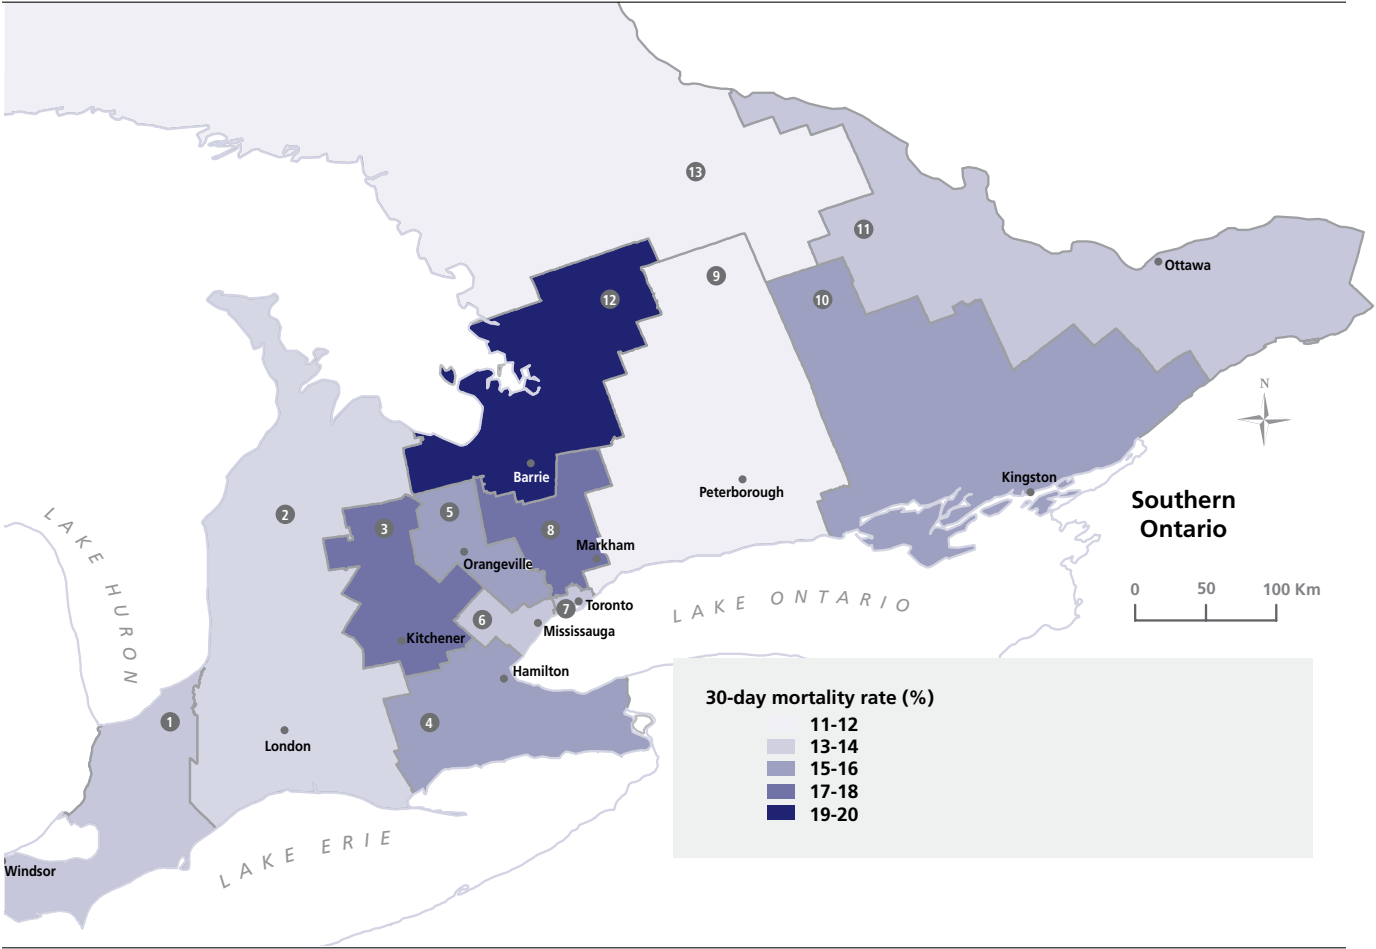 13
11
Ottawa
9
12
10
N
Barrie
Kingston
Peterborough
Southern
Ontario
2
5
3
8
Markham
Orangeville
LAKE HURON
0 50 100 Km
7
Toronto
LAKE ONTARIO
6
Mississauga
Kitchener
Hamilton
1
4
London
30-day mortality rate (%)
11-12
13-14
15-16
17-18
19-20
LAKE ERIE
Windsor